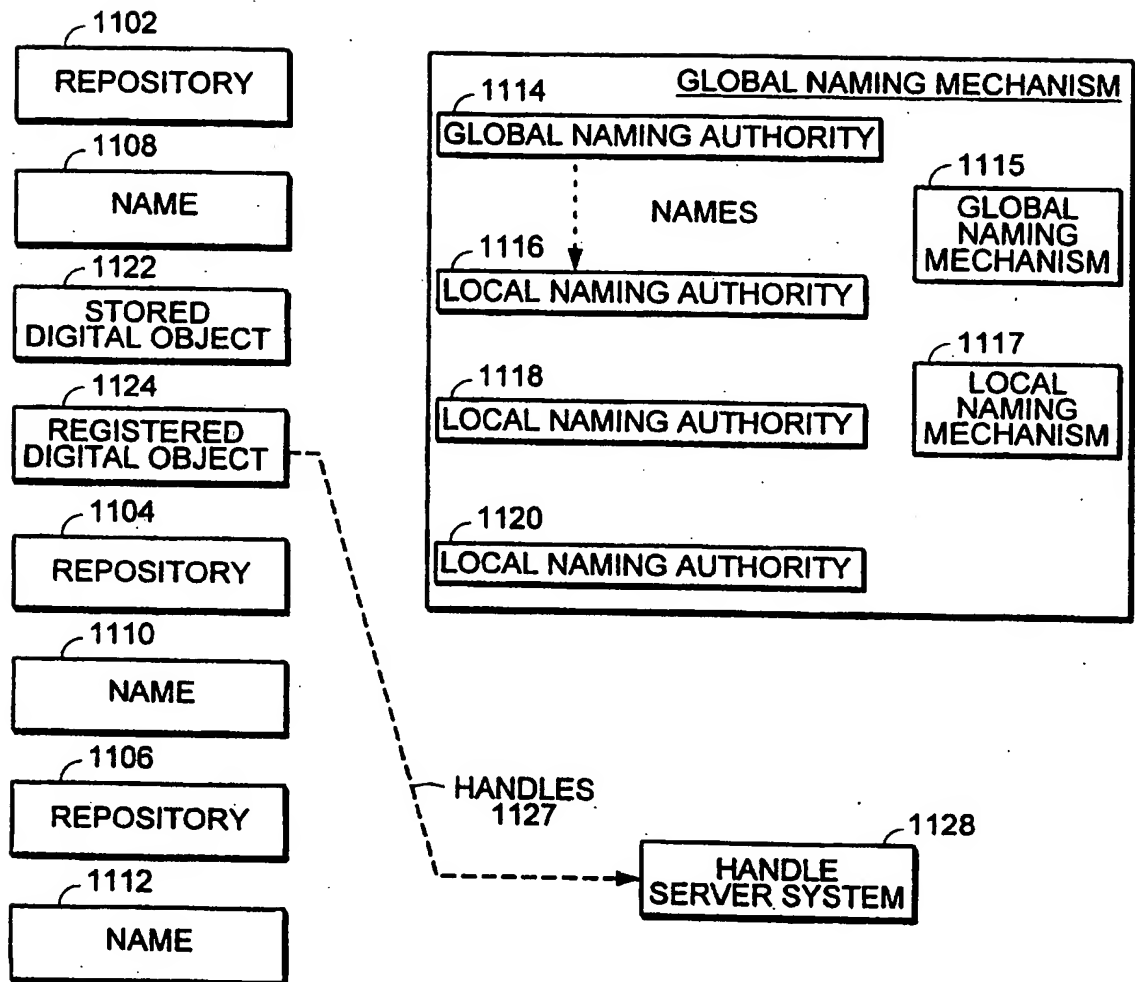 1102
REPOSITORY
1108
NAME
1122
STORED
DIGITAL OBJECT
1124
REGISTERED
DIGITAL OBJECT
1104
REPOSITORY
1110
NAME
1106
REPOSITORY
1112
NAME
GLOBAL NAMING MECHANISM
1114
GLOBAL NAMING AUTHORITY
NAMES
1116
LOCAL NAMING AUTHORITY
1118
LOCAL NAMING AUTHORITY
1120
LOCAL NAMING AUTHORITY
1115
GLOBAL
NAMING
MECHANISM
1117
LOCAL
NAMING
MECHANISM
HANDLES
1127
1128
HANDLE
SERVER SYSTEM